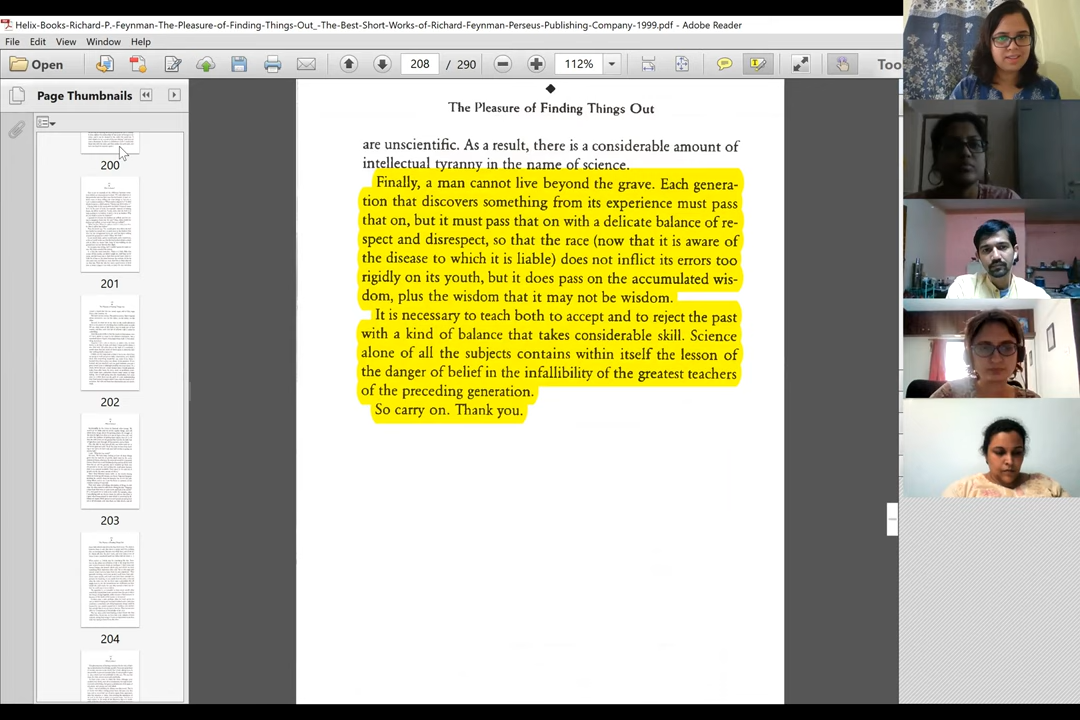 Helix-Books-Richard-P.-Feynman-The-Pleasure-of-Finding-Things-Out_-The-Best-Short-Works-of-Richard-Feynman-Perseus-Publishing-Company-1999.pdf - Adobe Reader
File Edit View Window Help
Open 208 / 290 112% Too
Page Thumbnails
The Pleasure of Finding Things Out
are unscientific. As a result, there is a considerable amount of
intellectual tyranny in the name of science.
Finally, a man cannot live beyond the grave. Each genera-
tion that discovers something from its experience must pass
that on, but it must pass that on with a delicate balance of re-
spect and disrespect, so that the race (now that it is aware of
the disease to which it is liable) does not inflict its errors too
rigidly on its youth, but it does pass on the accumulated wis-
dom, plus the wisdom that it may not be wisdom.
It is necessary to teach both to accept and to reject the past
with a kind of balance that takes considerable skill. Science
alone of all the subjects contains within itself the lesson of
the danger of belief in the infallibility of the greatest teachers
of the preceding generation.
So carry on. Thank you.
200
201
202
203
204